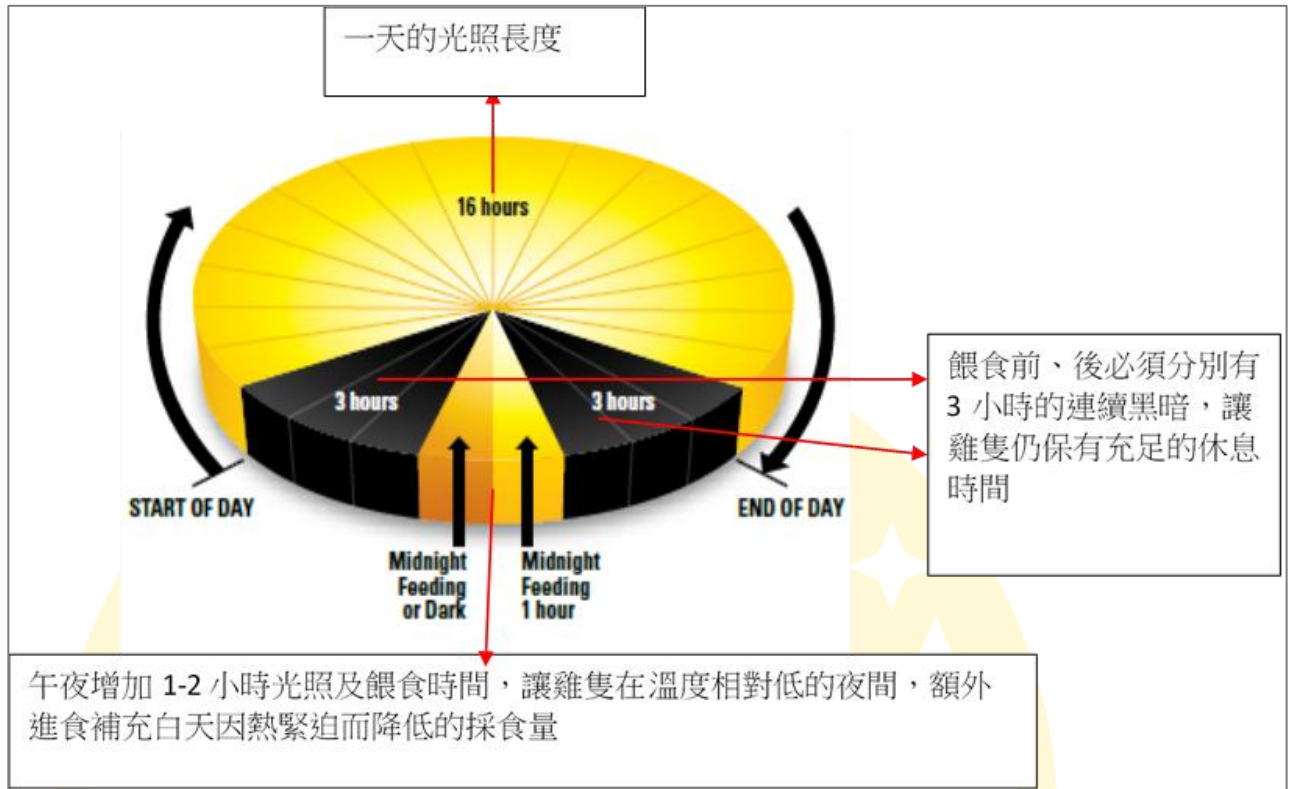 一天的光照長度
16 hours
3 hours
3 hours
餵食前、後必須分別有
3 小時的連續黑暗，讓
雞隻仍保有充足的休息
時間
START OF DAY
END OF DAY
Midnight
Feeding
or Dark
Midnight
Feeding
1 hour
午夜增加 1-2 小時光照及餵食時間，讓雞隻在溫度相對低的夜間，額外
進食補充白天因熱緊迫而降低的採食量